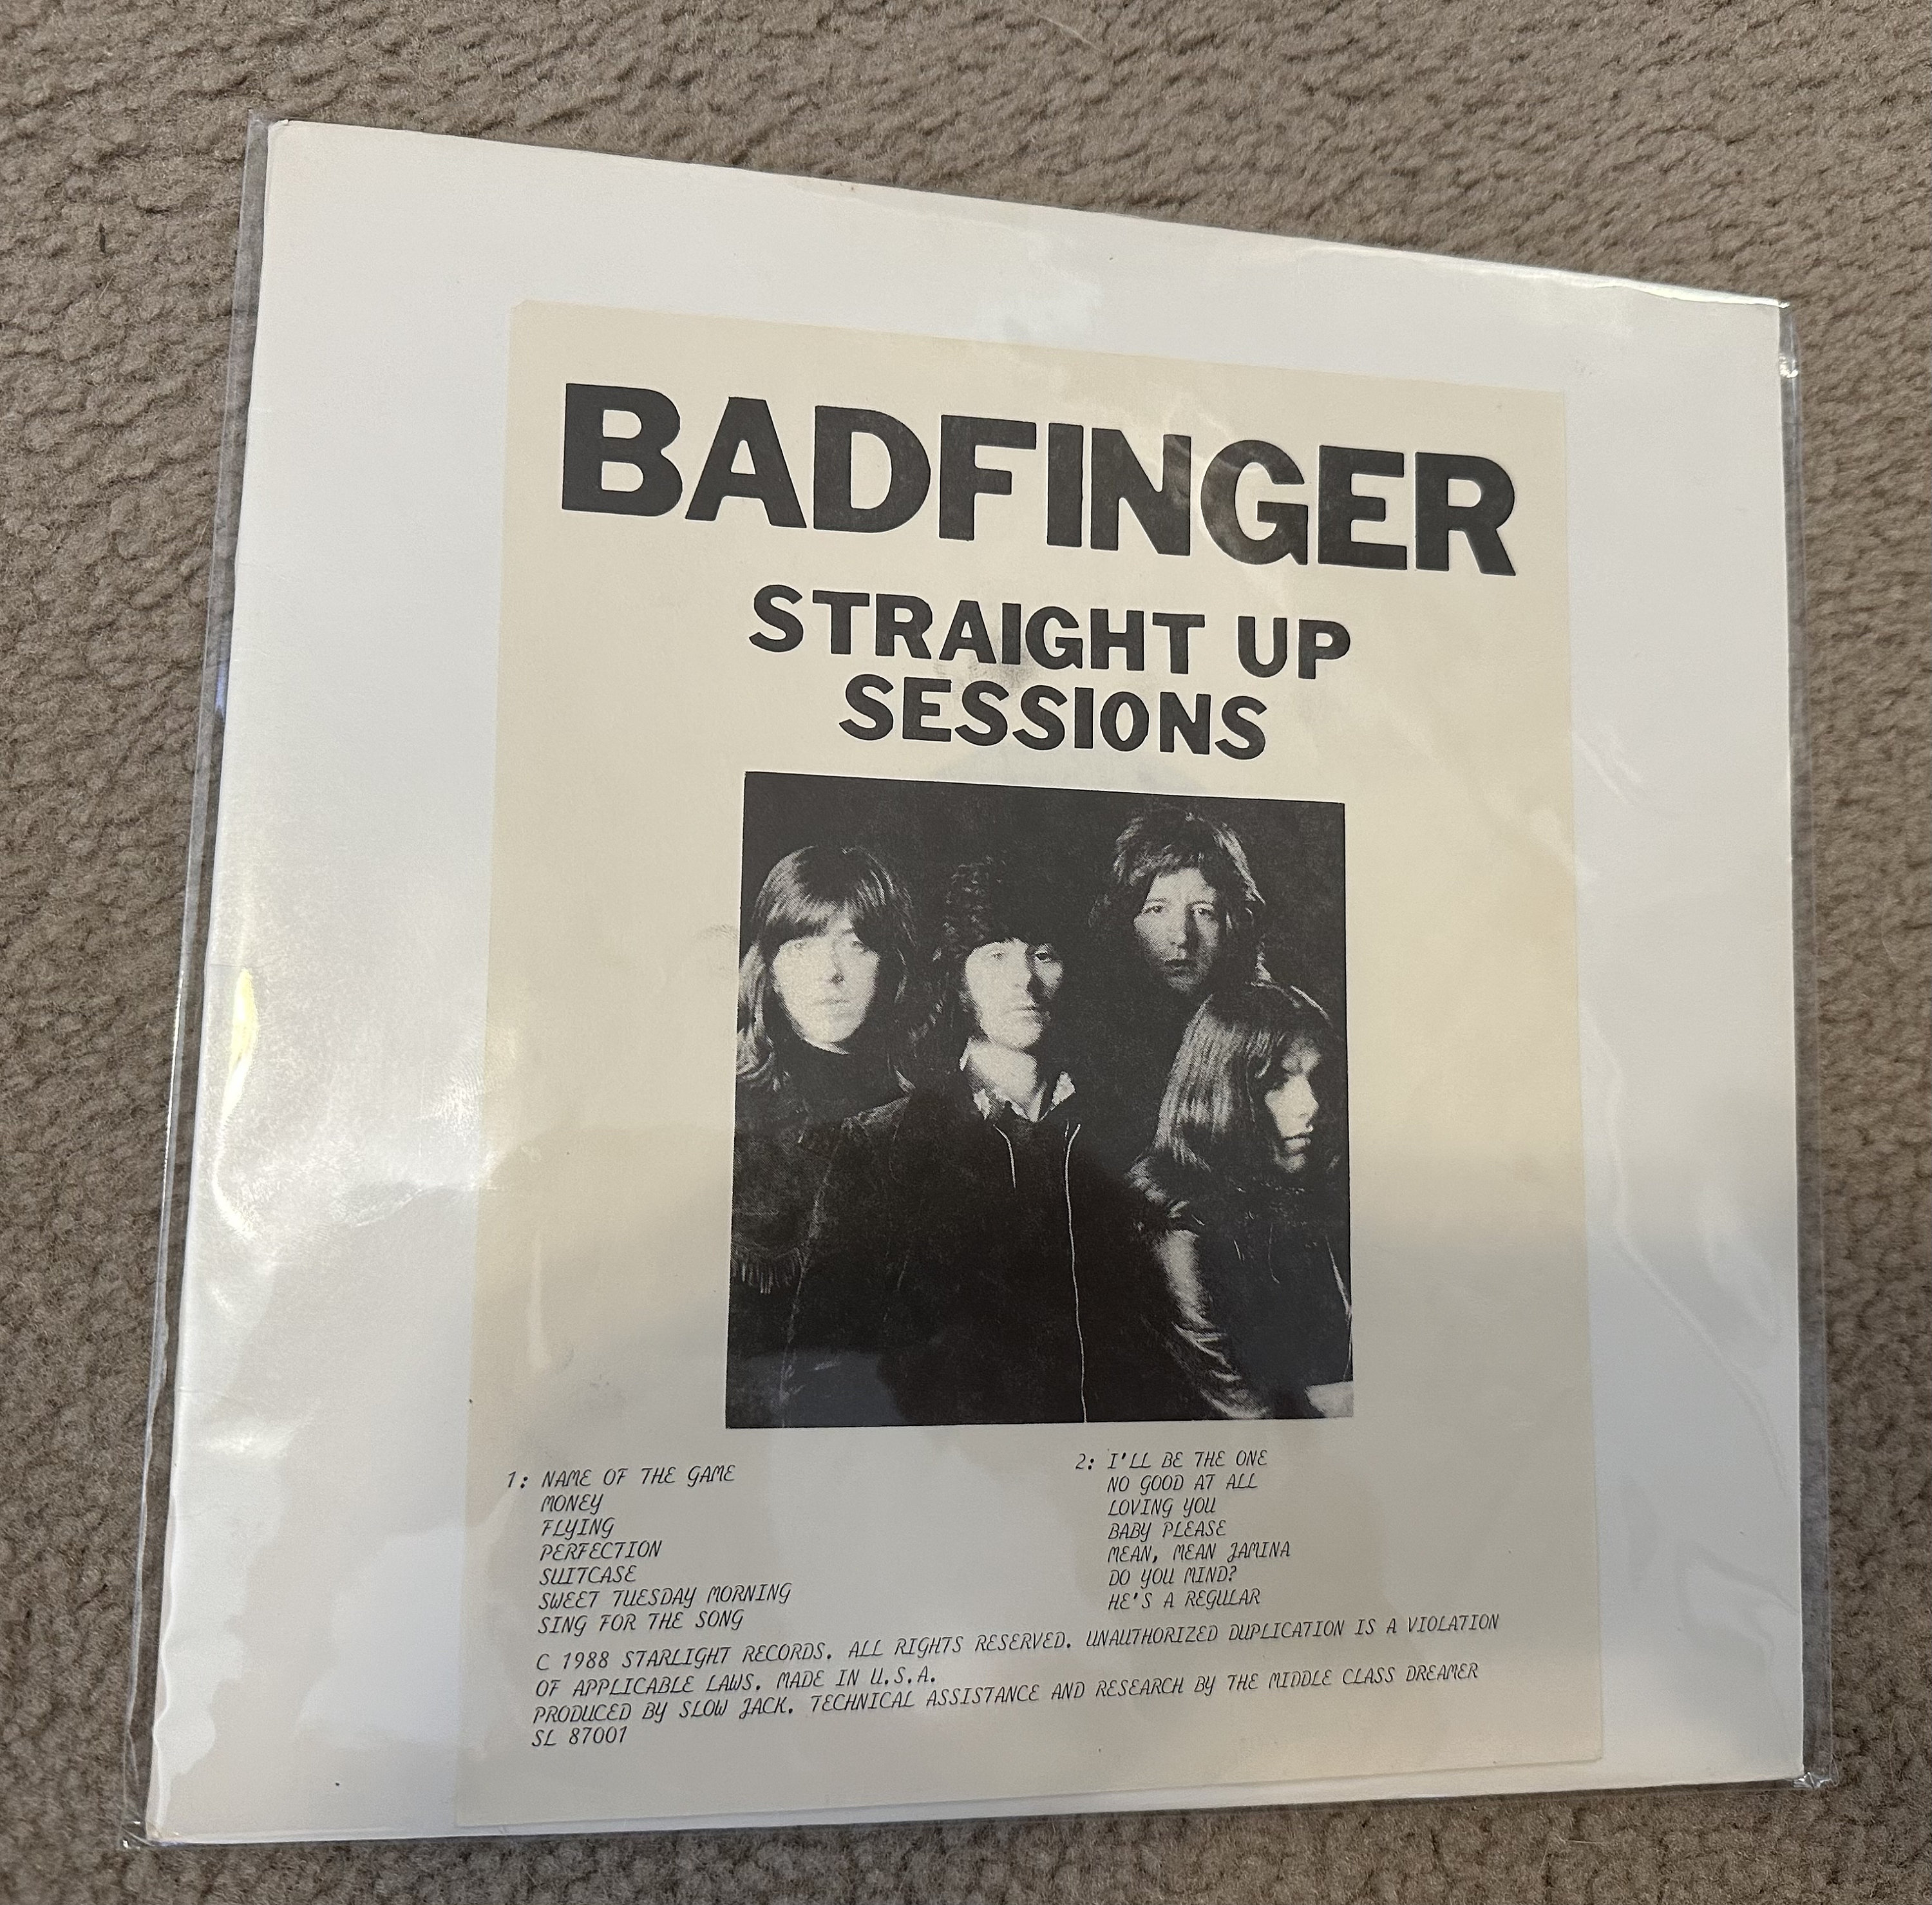 BADFINGER
STRAIGHT UP
SESSIONS
1: NAME OF THE GAME
MONEY
FLYING
PERFECTION
SUITCASE
SWEET TUESDAY MORNING
SING FOR THE SONG
2: I'LL BE THE ONE
NO GOOD AT ALL
LOVING YOU
BABY PLEASE
MEAN, MEAN JAMINA
DO YOU MIND?
HE'S A REGULAR
C 1988 STARLIGHT RECORDS. ALL RIGHTS RESERVED. UNAUTHORIZED DUPLICATION IS A VIOLATION
OF APPLICABLE LAWS. MADE IN U.S.A.
PRODUCED BY SLOW JACK. TECHNICAL ASSISTANCE AND RESEARCH BY THE MIDDLE CLASS DREAMER
SL 87001